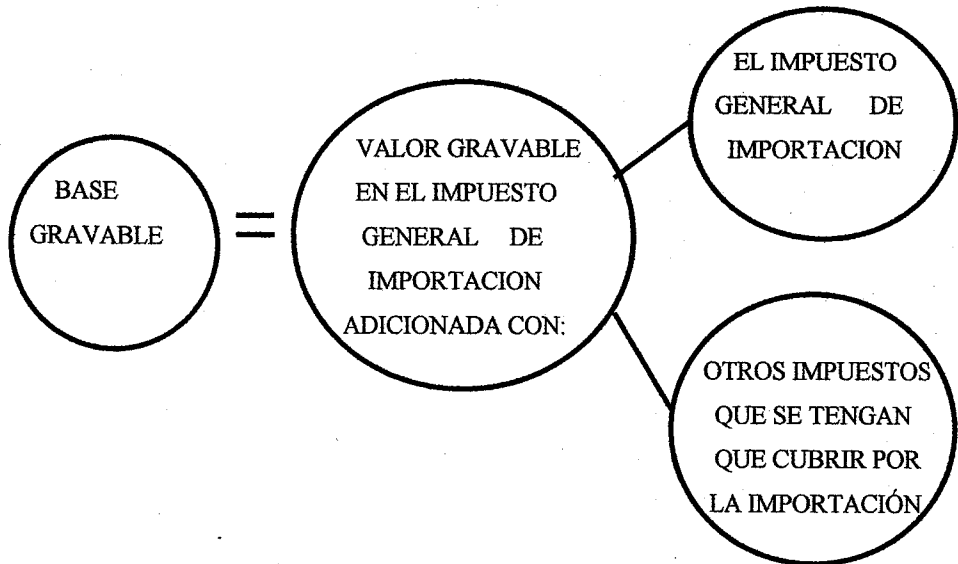 BASE
GRAVABLE
=
VALOR GRAVABLE
EN EL IMPUESTO
GENERAL DE
IMPORTACION
ADICIONADA CON:
EL IMPUESTO
GENERAL DE
IMPORTACION
OTROS IMPUESTOS
QUE SE TENGAN
QUE CUBRIR POR
LA IMPORTACIÓN